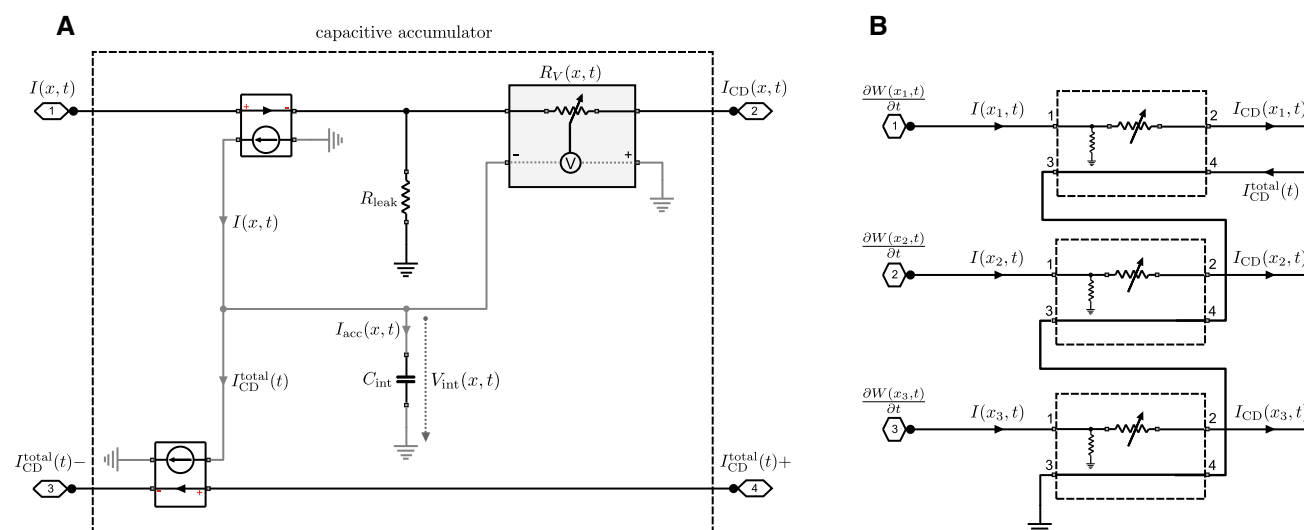 A
capacitive accumulator
I(x, t)
1
+ -
R_V(x, t)
V
- +
I_CD(x, t)
2
R_leak
I(x, t)
I_acc(x, t)
I_CD^total(t)
C_int
V_int(x, t)
I_CD^total(t)−
3
- +
I_CD^total(t)+
4
B
∂W(x_1,t)/∂t
1
I(x_1, t)
1
2
I_CD(x_1, t)
3
4
I_CD^total(t)
∂W(x_2,t)/∂t
2
I(x_2, t)
1
2
I_CD(x_2, t)
3
4
∂W(x_3,t)/∂t
3
I(x_3, t)
1
2
I_CD(x_3, t)
3
4